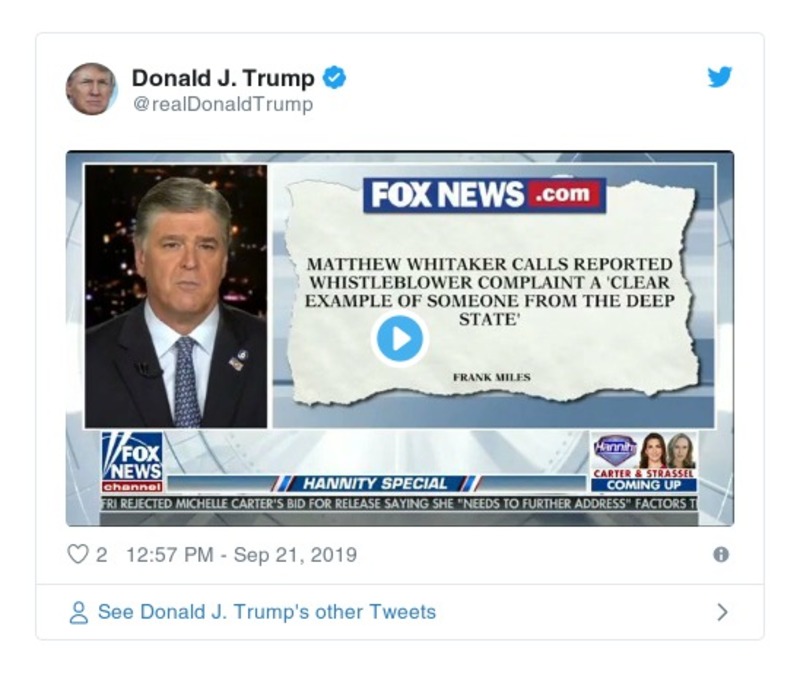 Donald J. Trump
@realDonaldTrump
FOX NEWS .com
MATTHEW WHITAKER CALLS REPORTED
WHISTLEBLOWER COMPLAINT A 'CLEAR
EXAMPLE OF SOMEONE FROM THE DEEP
STATE'
FRANK MILES
FOX
NEWS
channel
HANNITY SPECIAL
Hannity
CARTER & STRASSEL
COMING UP
FRI REJECTED MICHELLE CARTER'S BID FOR RELEASE SAYING SHE "NEEDS TO FURTHER ADDRESS" FACTORS T
2 12:57 PM - Sep 21, 2019
See Donald J. Trump's other Tweets